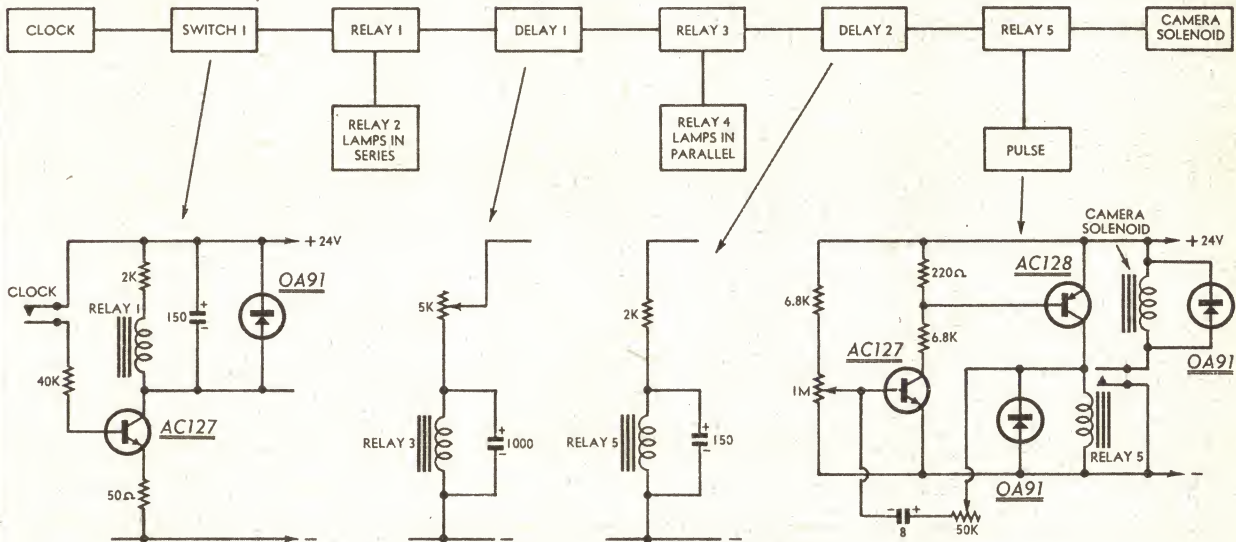 CLOCK
SWITCH 1
RELAY 1
DELAY 1
RELAY 3
DELAY 2
RELAY 5
CAMERA
SOLENOID
RELAY 2
LAMPS IN
SERIES
RELAY 4
LAMPS IN
PARALLEL
PULSE
+ 24V
2K
OA91
CLOCK
RELAY 1
150
+
-
40K
AC127
50Ω
-
5K
RELAY 3
+
-
1000
-
2K
RELAY 5
+
-
150
-
CAMERA
SOLENOID
+ 24V
220Ω
AC128
6.8K
6.8K
AC127
OA91
1M
RELAY 5
OA91
-
- +
8
50K